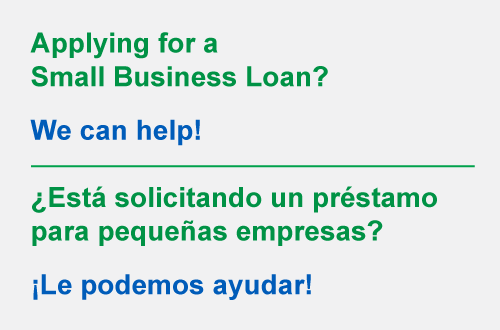 Applying for a
Small Business Loan?
We can help!
¿Está solicitando un préstamo
para pequeñas empresas?
¡Le podemos ayudar!